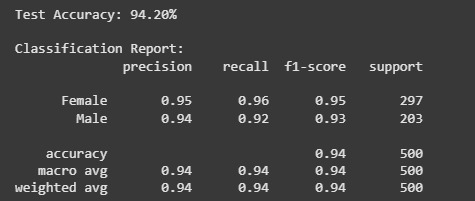 Test Accuracy: 94.20%
Classification Report:
precision recall f1-score support
Female 0.95 0.96 0.95 297
Male 0.94 0.92 0.93 203
accuracy 0.94 500
macro avg 0.94 0.94 0.94 500
weighted avg 0.94 0.94 0.94 500